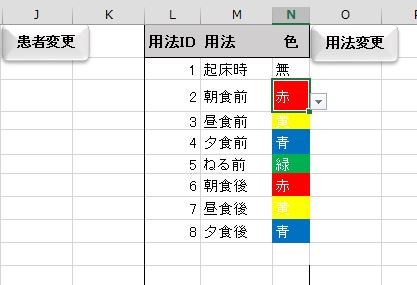 J K L M N O
患者変更 用法ID 用法 色 用法変更
1 起床時 無
2 朝食前 赤
3 昼食前 黄
4 夕食前 青
5 ねる前 緑
6 朝食後 赤
7 昼食後 黄
8 夕食後 青